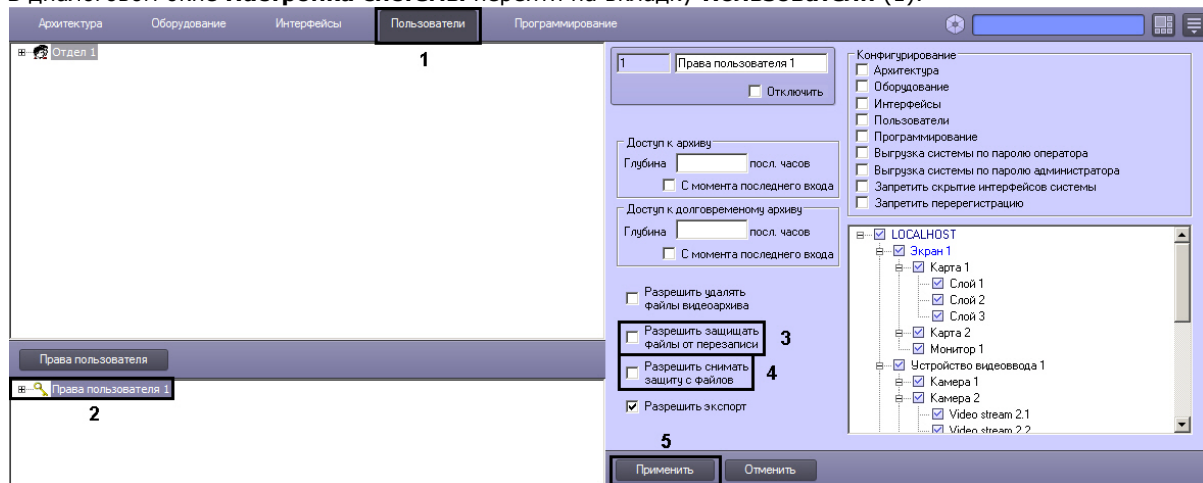 В диалоговом окне Настройка системы перейти на вкладку Пользователи (1).
Архитектура Оборудование Интерфейсы Пользователи Программирование
1
Отдел 1
Права пользователя
Права пользователя 1
2
1 Права пользователя 1
Отключить
Доступ к архиву
Глубина посл. часов
С момента последнего входа
Доступ к долговременому архиву
Глубина посл. часов
С момента последнего входа
Разрешить удалять
файлы видеоархива
Разрешить защищать
файлы от перезаписи
3
Разрешить снимать
защиту с файлов
4
Разрешить экспорт
5
Применить Отменить
Конфигурирование
Архитектура
Оборудование
Интерфейсы
Пользователи
Программирование
Выгрузка системы по паролю оператора
Выгрузка системы по паролю администратора
Запретить скрытие интерфейсов системы
Запретить перерегистрацию
LOCALHOST
Экран 1
Карта 1
Слой 1
Слой 2
Слой 3
Карта 2
Монитор 1
Устройство видеоввода 1
Камера 1
Камера 2
Video stream 2.1
Video stream 2.2